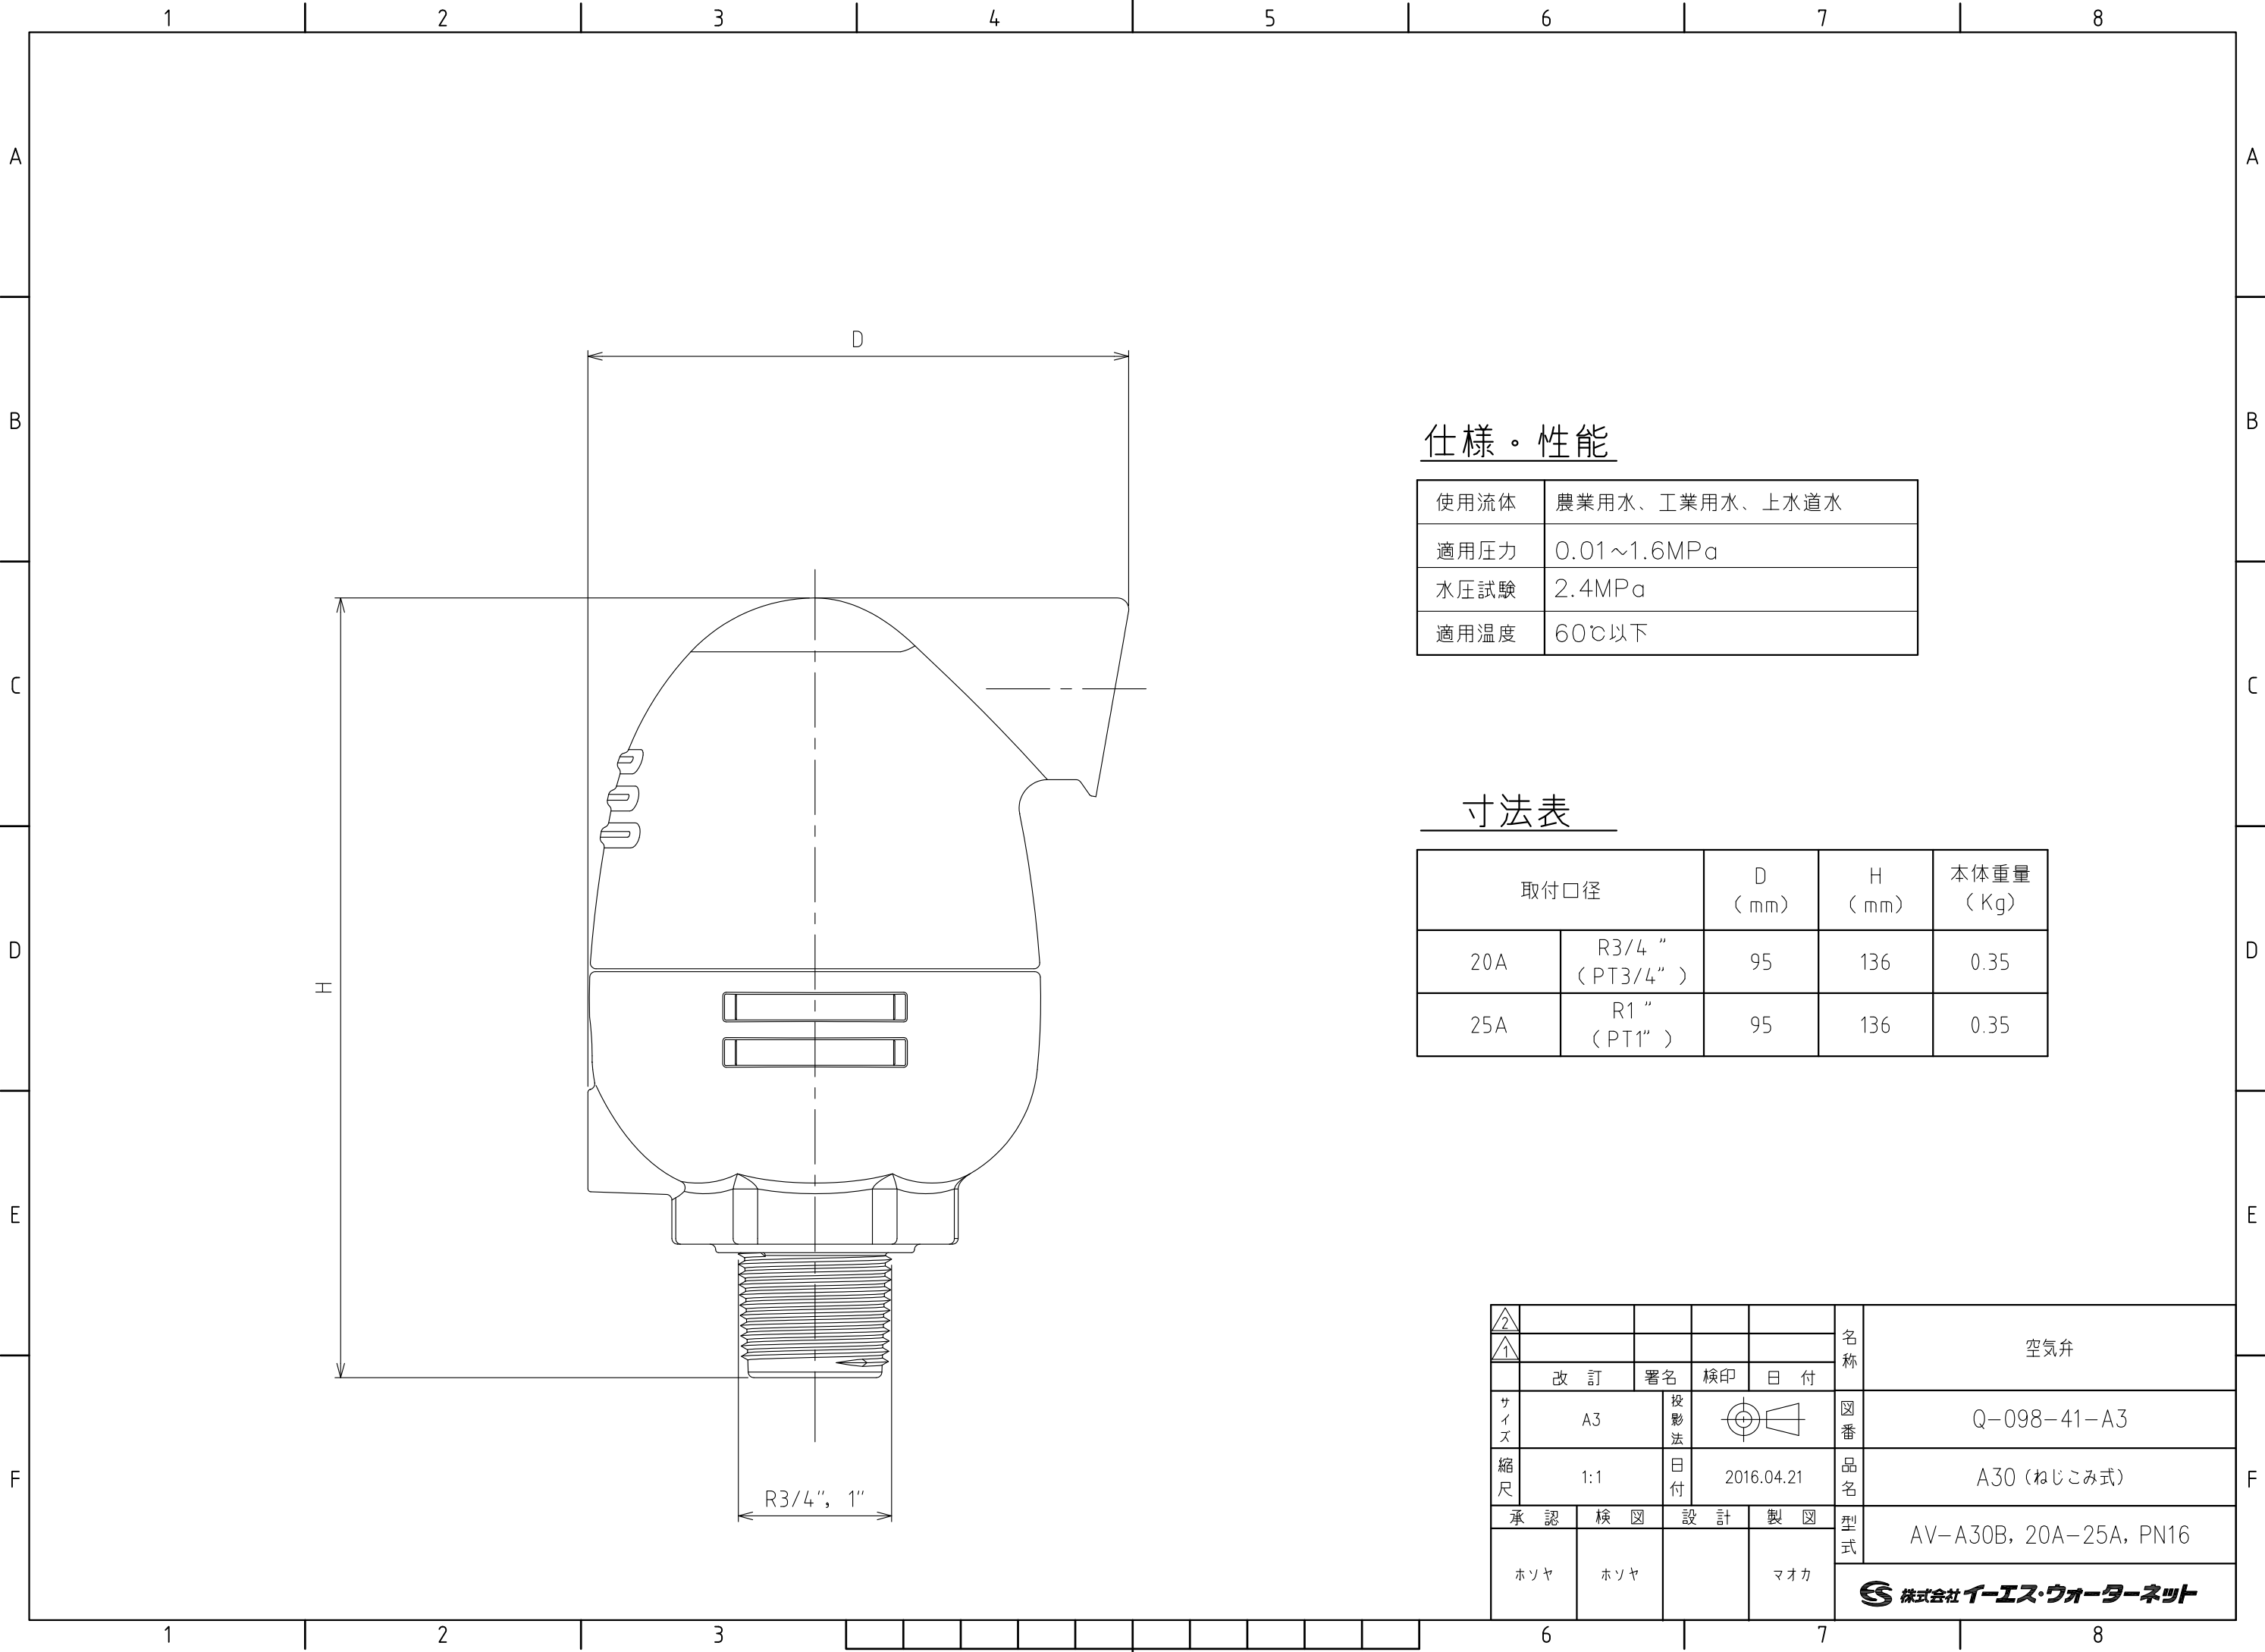 1 2 3 4 5 6 7 8
A A
B B
C C
D D
E E
F F
D
H
R3/4", 1"
仕様・性能
使用流体 農業用水、工業用水、上水道水
適用圧力 0.01～1.6MPa
水圧試験 2.4MPa
適用温度 60℃以下
寸法表
取付口径 D (mm) H (mm) 本体重量 (Kg)
20A R3/4 " (PT3/4" ) 95 136 0.35
25A R1 " (PT1" ) 95 136 0.35
2
1
改 訂 署名 検印 日 付
名称 空気弁
サイズ A3 投影法
図番 Q-098-41-A3
縮尺 1:1 日付 2016.04.21
品名 A30 (ねじこみ式)
承 認 検 図 設 計 製 図
型式 AV-A30B, 20A-25A, PN16
ホソヤ ホソヤ マオカ
ES 株式会社イーエス・ウォーターネット
1 2 3 6 7 8